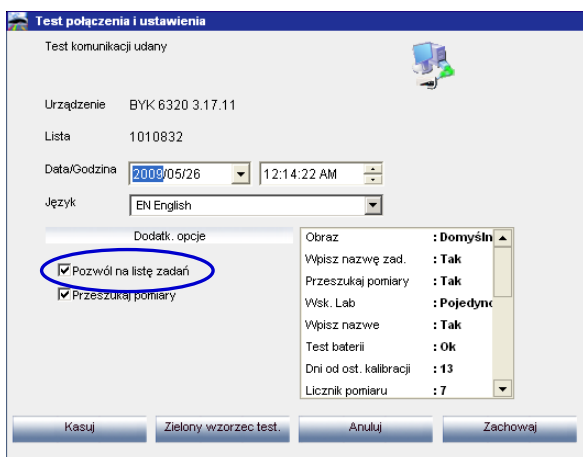 Test połączenia i ustawienia
Test komunikacji udany
Urządzenie BYK 6320 3.17.11
Lista 1010832
Data/Godzina 2009/05/26 12:14:22 AM
Język EN English
Dodatk. opcje
Pozwól na listę zadań
Przeszukaj pomiary
Obraz : Domyśln
Wpisz nazwę zad. : Tak
Przeszukaj pomiary : Tak
Wsk. Lab : Pojedync
Wpisz nazwe : Tak
Test baterii : Ok
Dni od ost. kalibracji : 13
Licznik pomiaru : 7
Kasuj Zielony wzorzec test. Anuluj Zachowaj